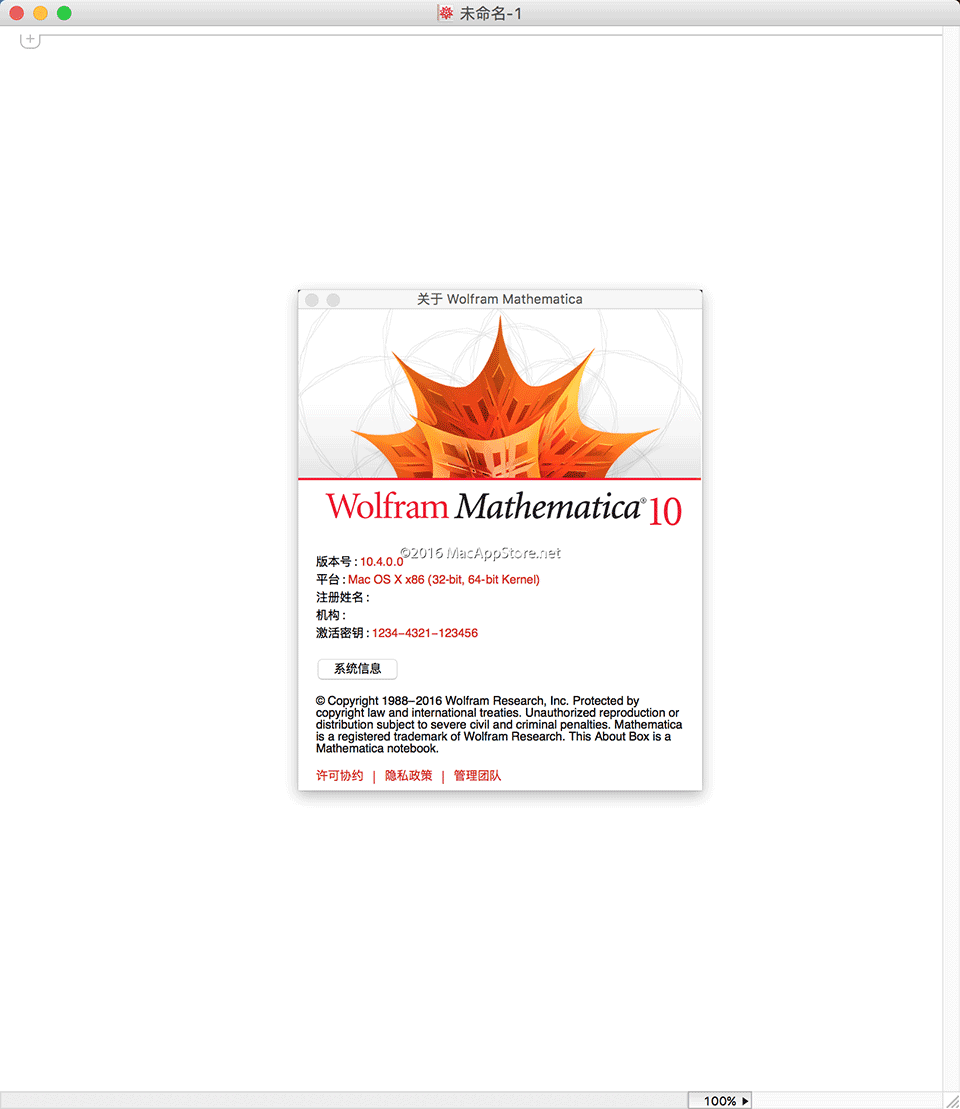 未命名-1
关于 Wolfram Mathematica
Wolfram Mathematica® 10
©2016 MacAppStore.net
版本号 : 10.4.0.0
平台 : Mac OS X x86 (32-bit, 64-bit Kernel)
注册姓名 :
机构 :
激活密钥 : 1234-4321-123456
系统信息
© Copyright 1988–2016 Wolfram Research, Inc. Protected by
copyright law and international treaties. Unauthorized reproduction or
distribution subject to severe civil and criminal penalties. Mathematica
is a registered trademark of Wolfram Research. This About Box is a
Mathematica notebook.
许可协约 | 隐私政策 | 管理团队
100%